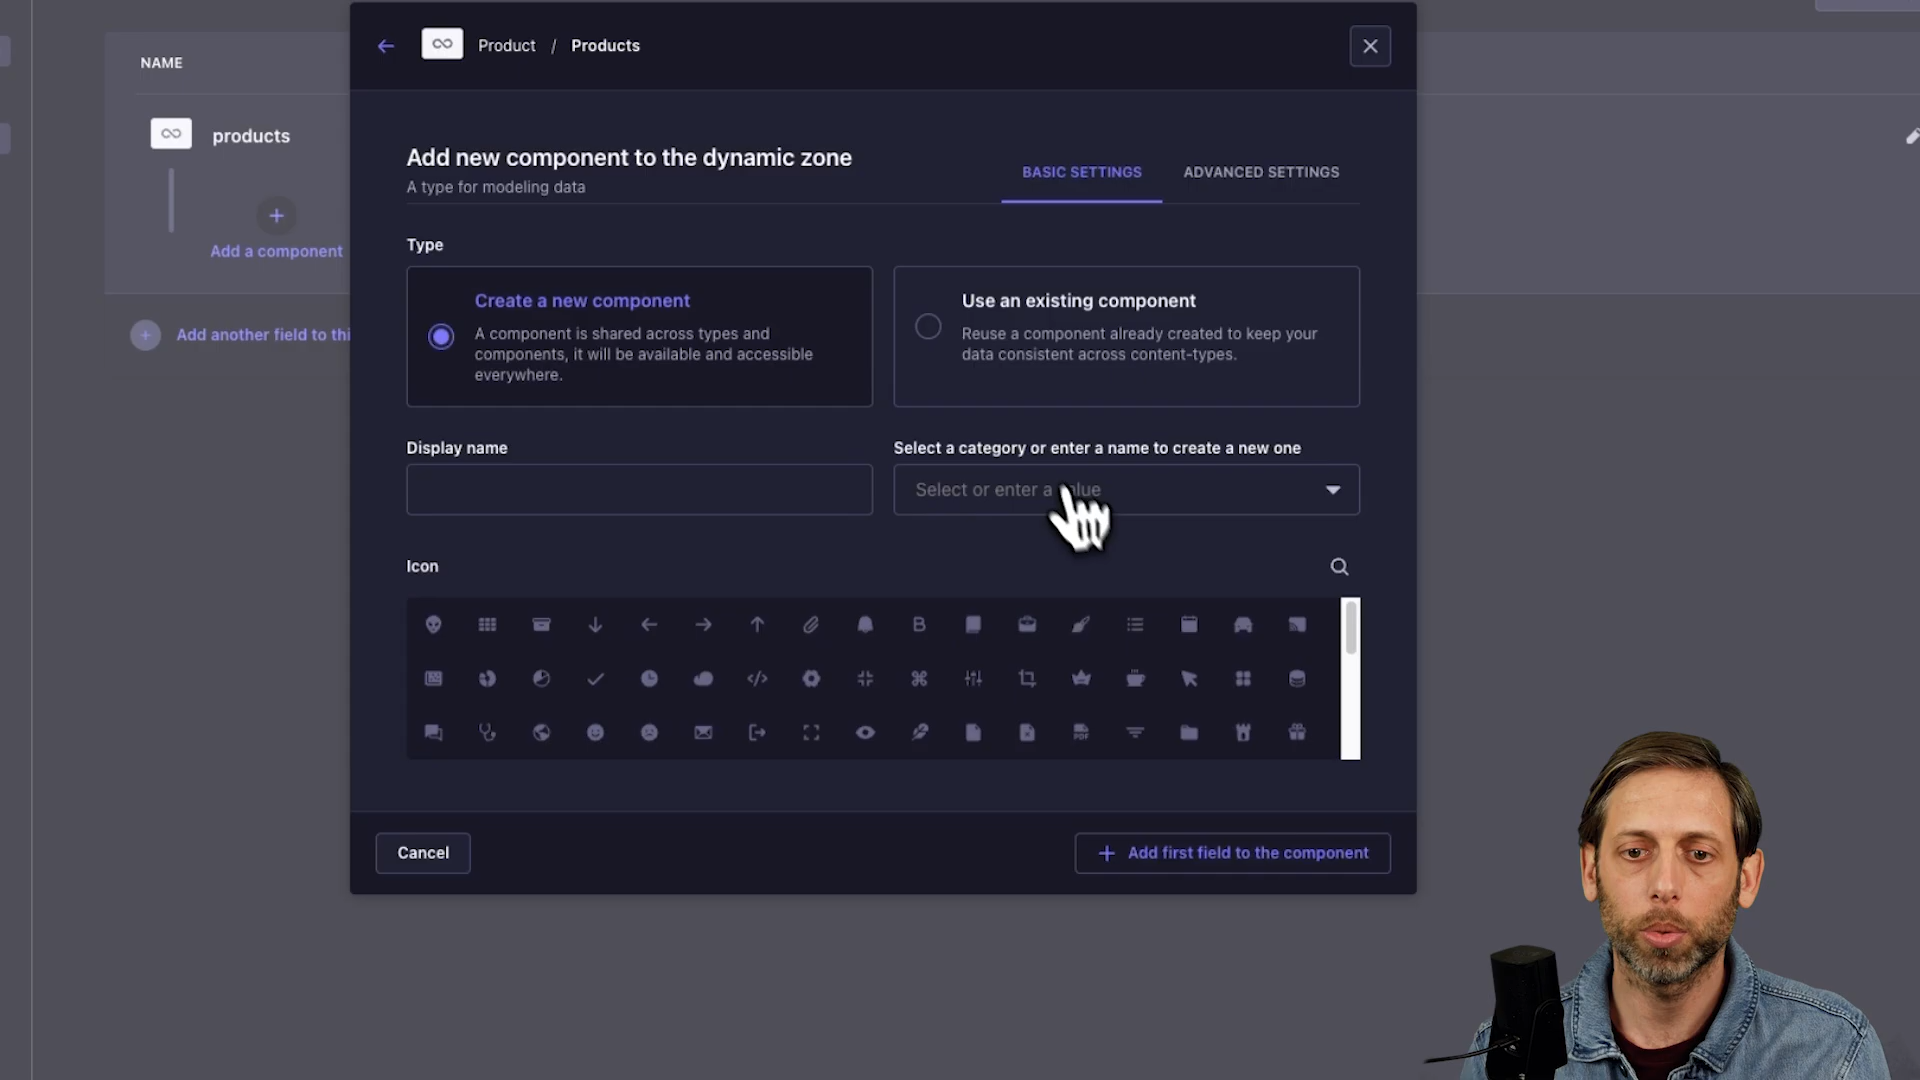 Product / Products
NAME
products
Add a component
Add another field to thi
Add new component to the dynamic zone
A type for modeling data
BASIC SETTINGS
ADVANCED SETTINGS
Type
Create a new component
A component is shared across types and
components, it will be available and accessible
everywhere.
Use an existing component
Reuse a component already created to keep your
data consistent across content-types.
Display name
Select a category or enter a name to create a new one
Select or enter a value
Icon
B
PDF
Cancel
Add first field to the component